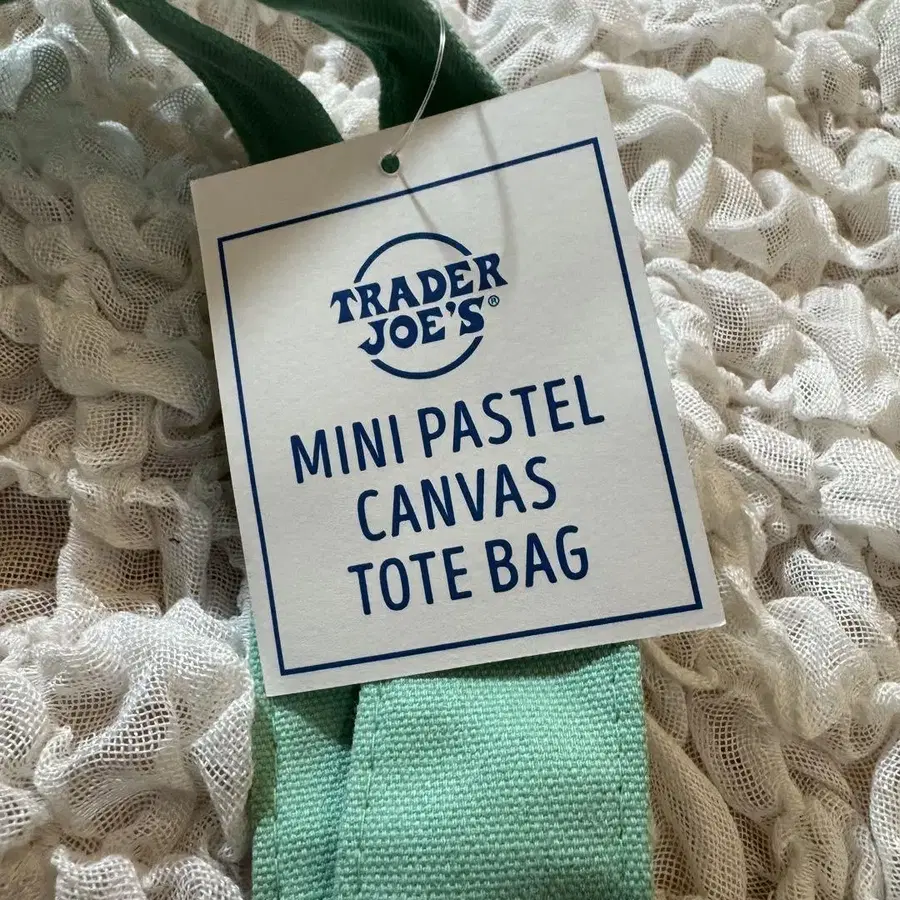 TRADER
JOE'S®
MINI PASTEL
CANVAS
TOTE BAG